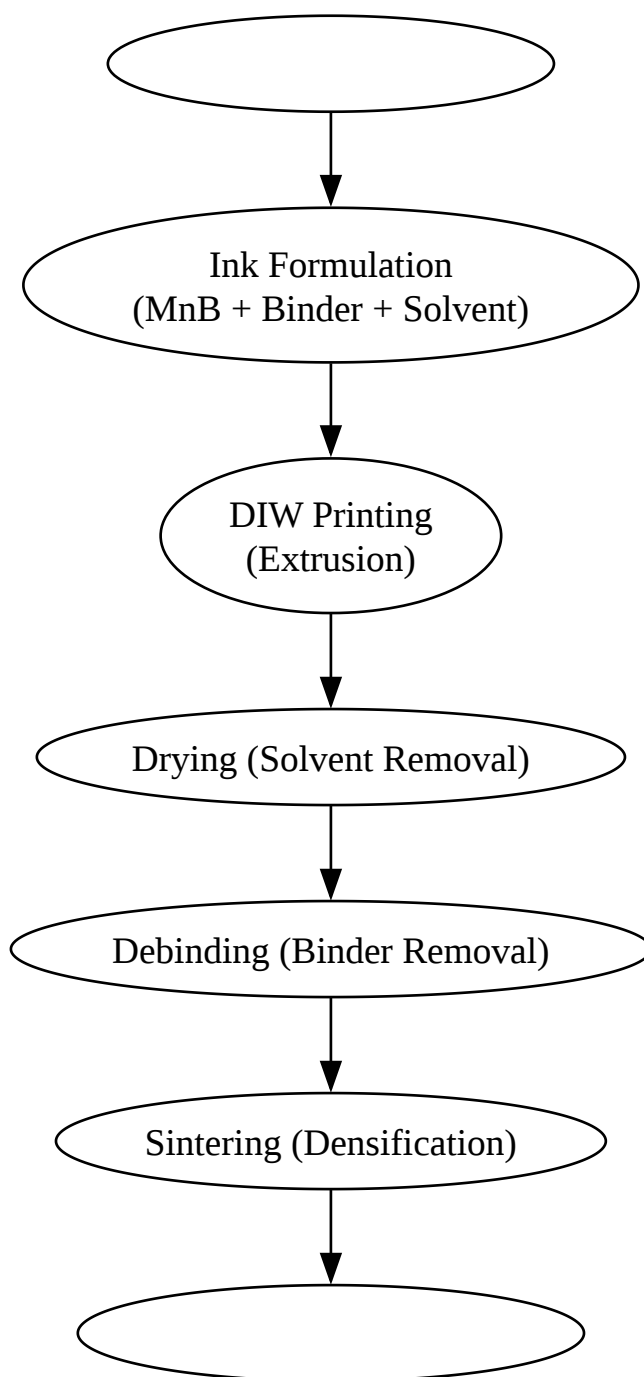 Ink Formulation
(MnB + Binder + Solvent)
DIW Printing
(Extrusion)
Drying (Solvent Removal)
Debinding (Binder Removal)
Sintering (Densification)